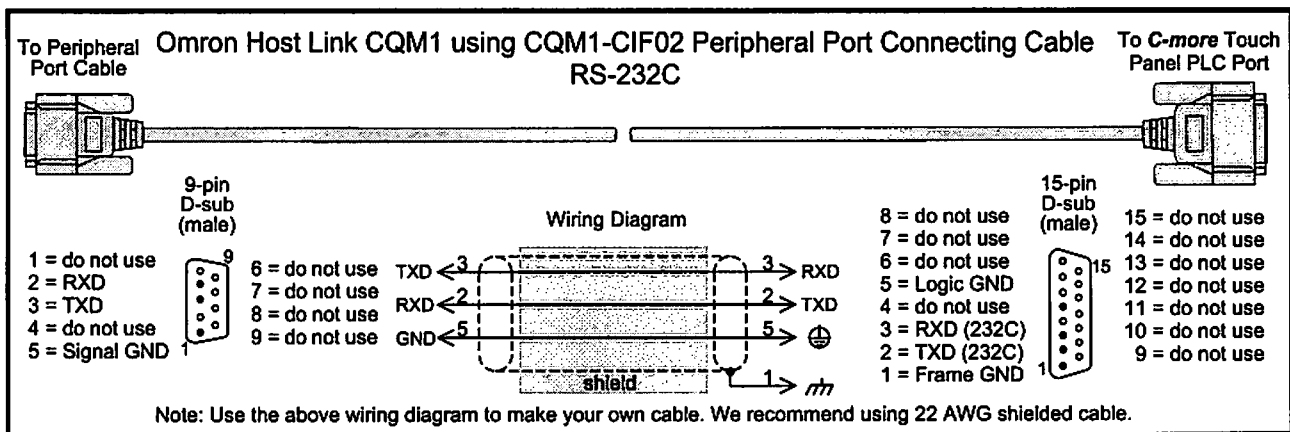 To Peripheral
Port Cable
Omron Host Link CQM1 using CQM1-CIF02 Peripheral Port Connecting Cable
RS-232C
To C-more Touch
Panel PLC Port
9-pin
D-sub
(male)
1 = do not use
2 = RXD
3 = TXD
4 = do not use
5 = Signal GND
9
1
6 = do not use
7 = do not use
8 = do not use
9 = do not use
Wiring Diagram
TXD 3 3 RXD
RXD 2 2 TXD
GND 5 5
1
shield
8 = do not use
7 = do not use
6 = do not use
5 = Logic GND
4 = do not use
3 = RXD (232C)
2 = TXD (232C)
1 = Frame GND
15-pin
D-sub
(male)
15
1
15 = do not use
14 = do not use
13 = do not use
12 = do not use
11 = do not use
10 = do not use
9 = do not use
Note: Use the above wiring diagram to make your own cable. We recommend using 22 AWG shielded cable.